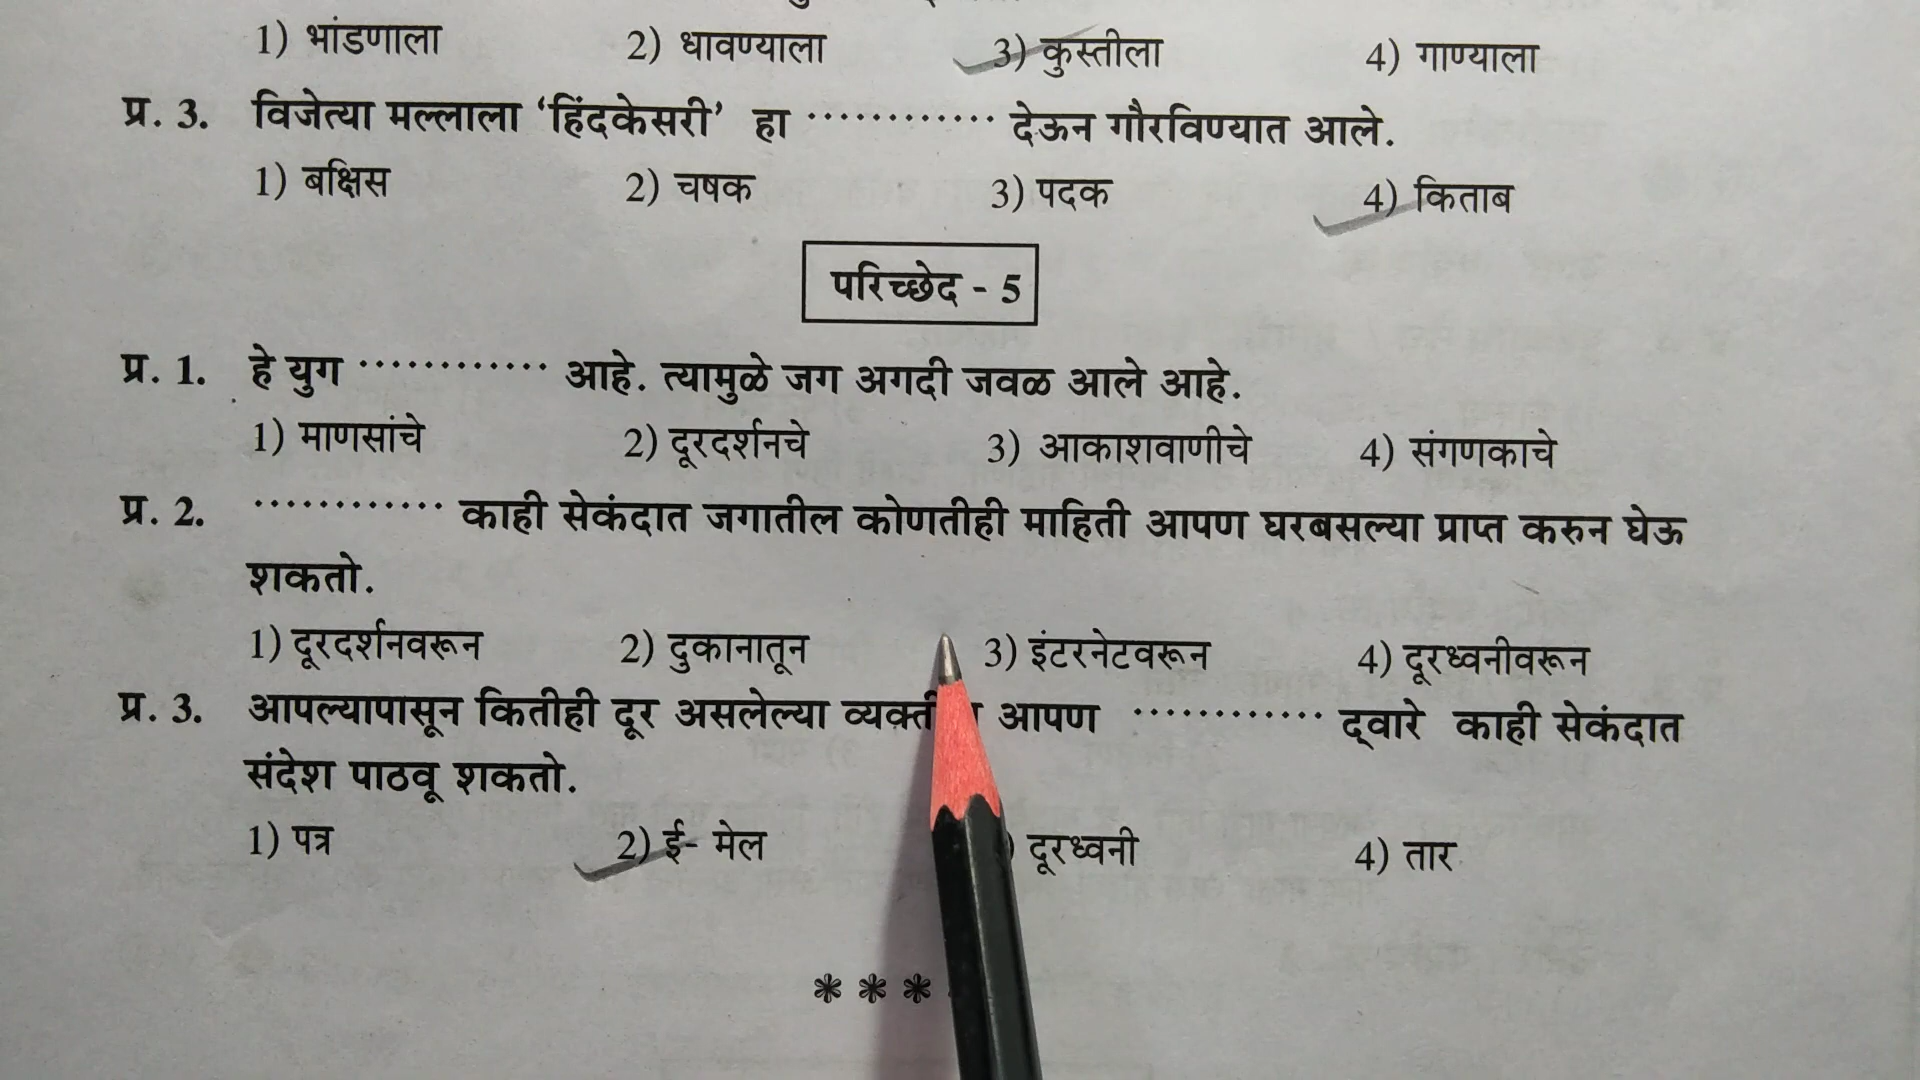 1) भांडणाला 2) धावण्याला 3) कुस्तीला 4) गाण्याला
प्र. 3. विजेत्या मल्लाला ‘हिंदकेसरी’ हा ............ देऊन गौरविण्यात आले.
1) बक्षिस 2) चषक 3) पदक 4) किताब
परिच्छेद - 5
प्र. 1. हे युग ............ आहे. त्यामुळे जग अगदी जवळ आले आहे.
1) माणसांचे 2) दूरदर्शनचे 3) आकाशवाणीचे 4) संगणकाचे
प्र. 2. ............ काही सेकंदात जगातील कोणतीही माहिती आपण घरबसल्या प्राप्त करुन घेऊ
शकतो.
1) दूरदर्शनवरून 2) दुकानातून 3) इंटरनेटवरून 4) दूरध्वनीवरून
प्र. 3. आपल्यापासून कितीही दूर असलेल्या आपण ............ द्वारे काही सेकंदात
संदेश पाठवू शकतो.
1) पत्र 2) ई- मेल ) दूरध्वनी 4) तार
* * *